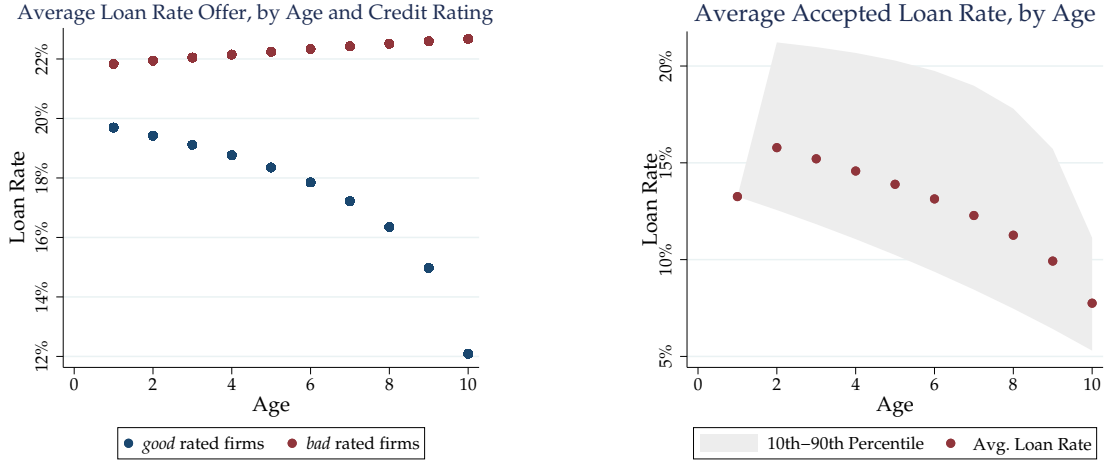 Average Loan Rate Offer, by Age and Credit Rating
Loan Rate
22%
20%
18%
16%
14%
12%
0 2 4 6 8 10
Age
good rated firms bad rated firms
Average Accepted Loan Rate, by Age
Loan Rate
20%
15%
10%
5%
0 2 4 6 8 10
Age
10th−90th Percentile Avg. Loan Rate